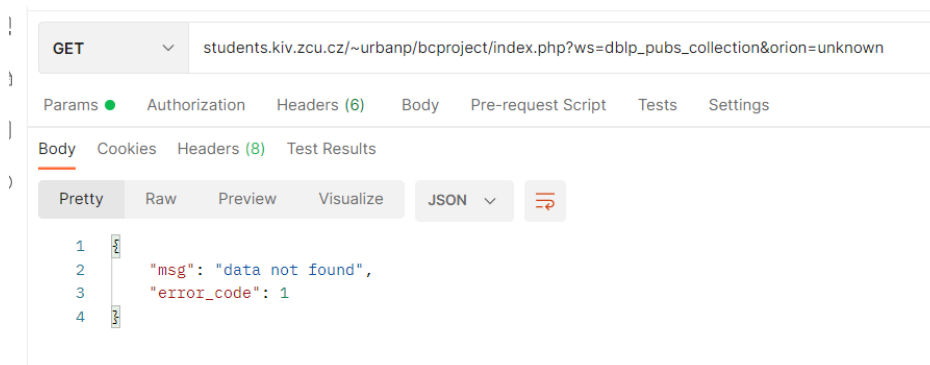 GET students.kiv.zcu.cz/~urbanp/bcproject/index.php?ws=dblp_pubs_collection&orion=unknown
Params Authorization Headers (6) Body Pre-request Script Tests Settings
Body Cookies Headers (8) Test Results
Pretty Raw Preview Visualize JSON
1 {
2 "msg": "data not found",
3 "error_code": 1
4 }